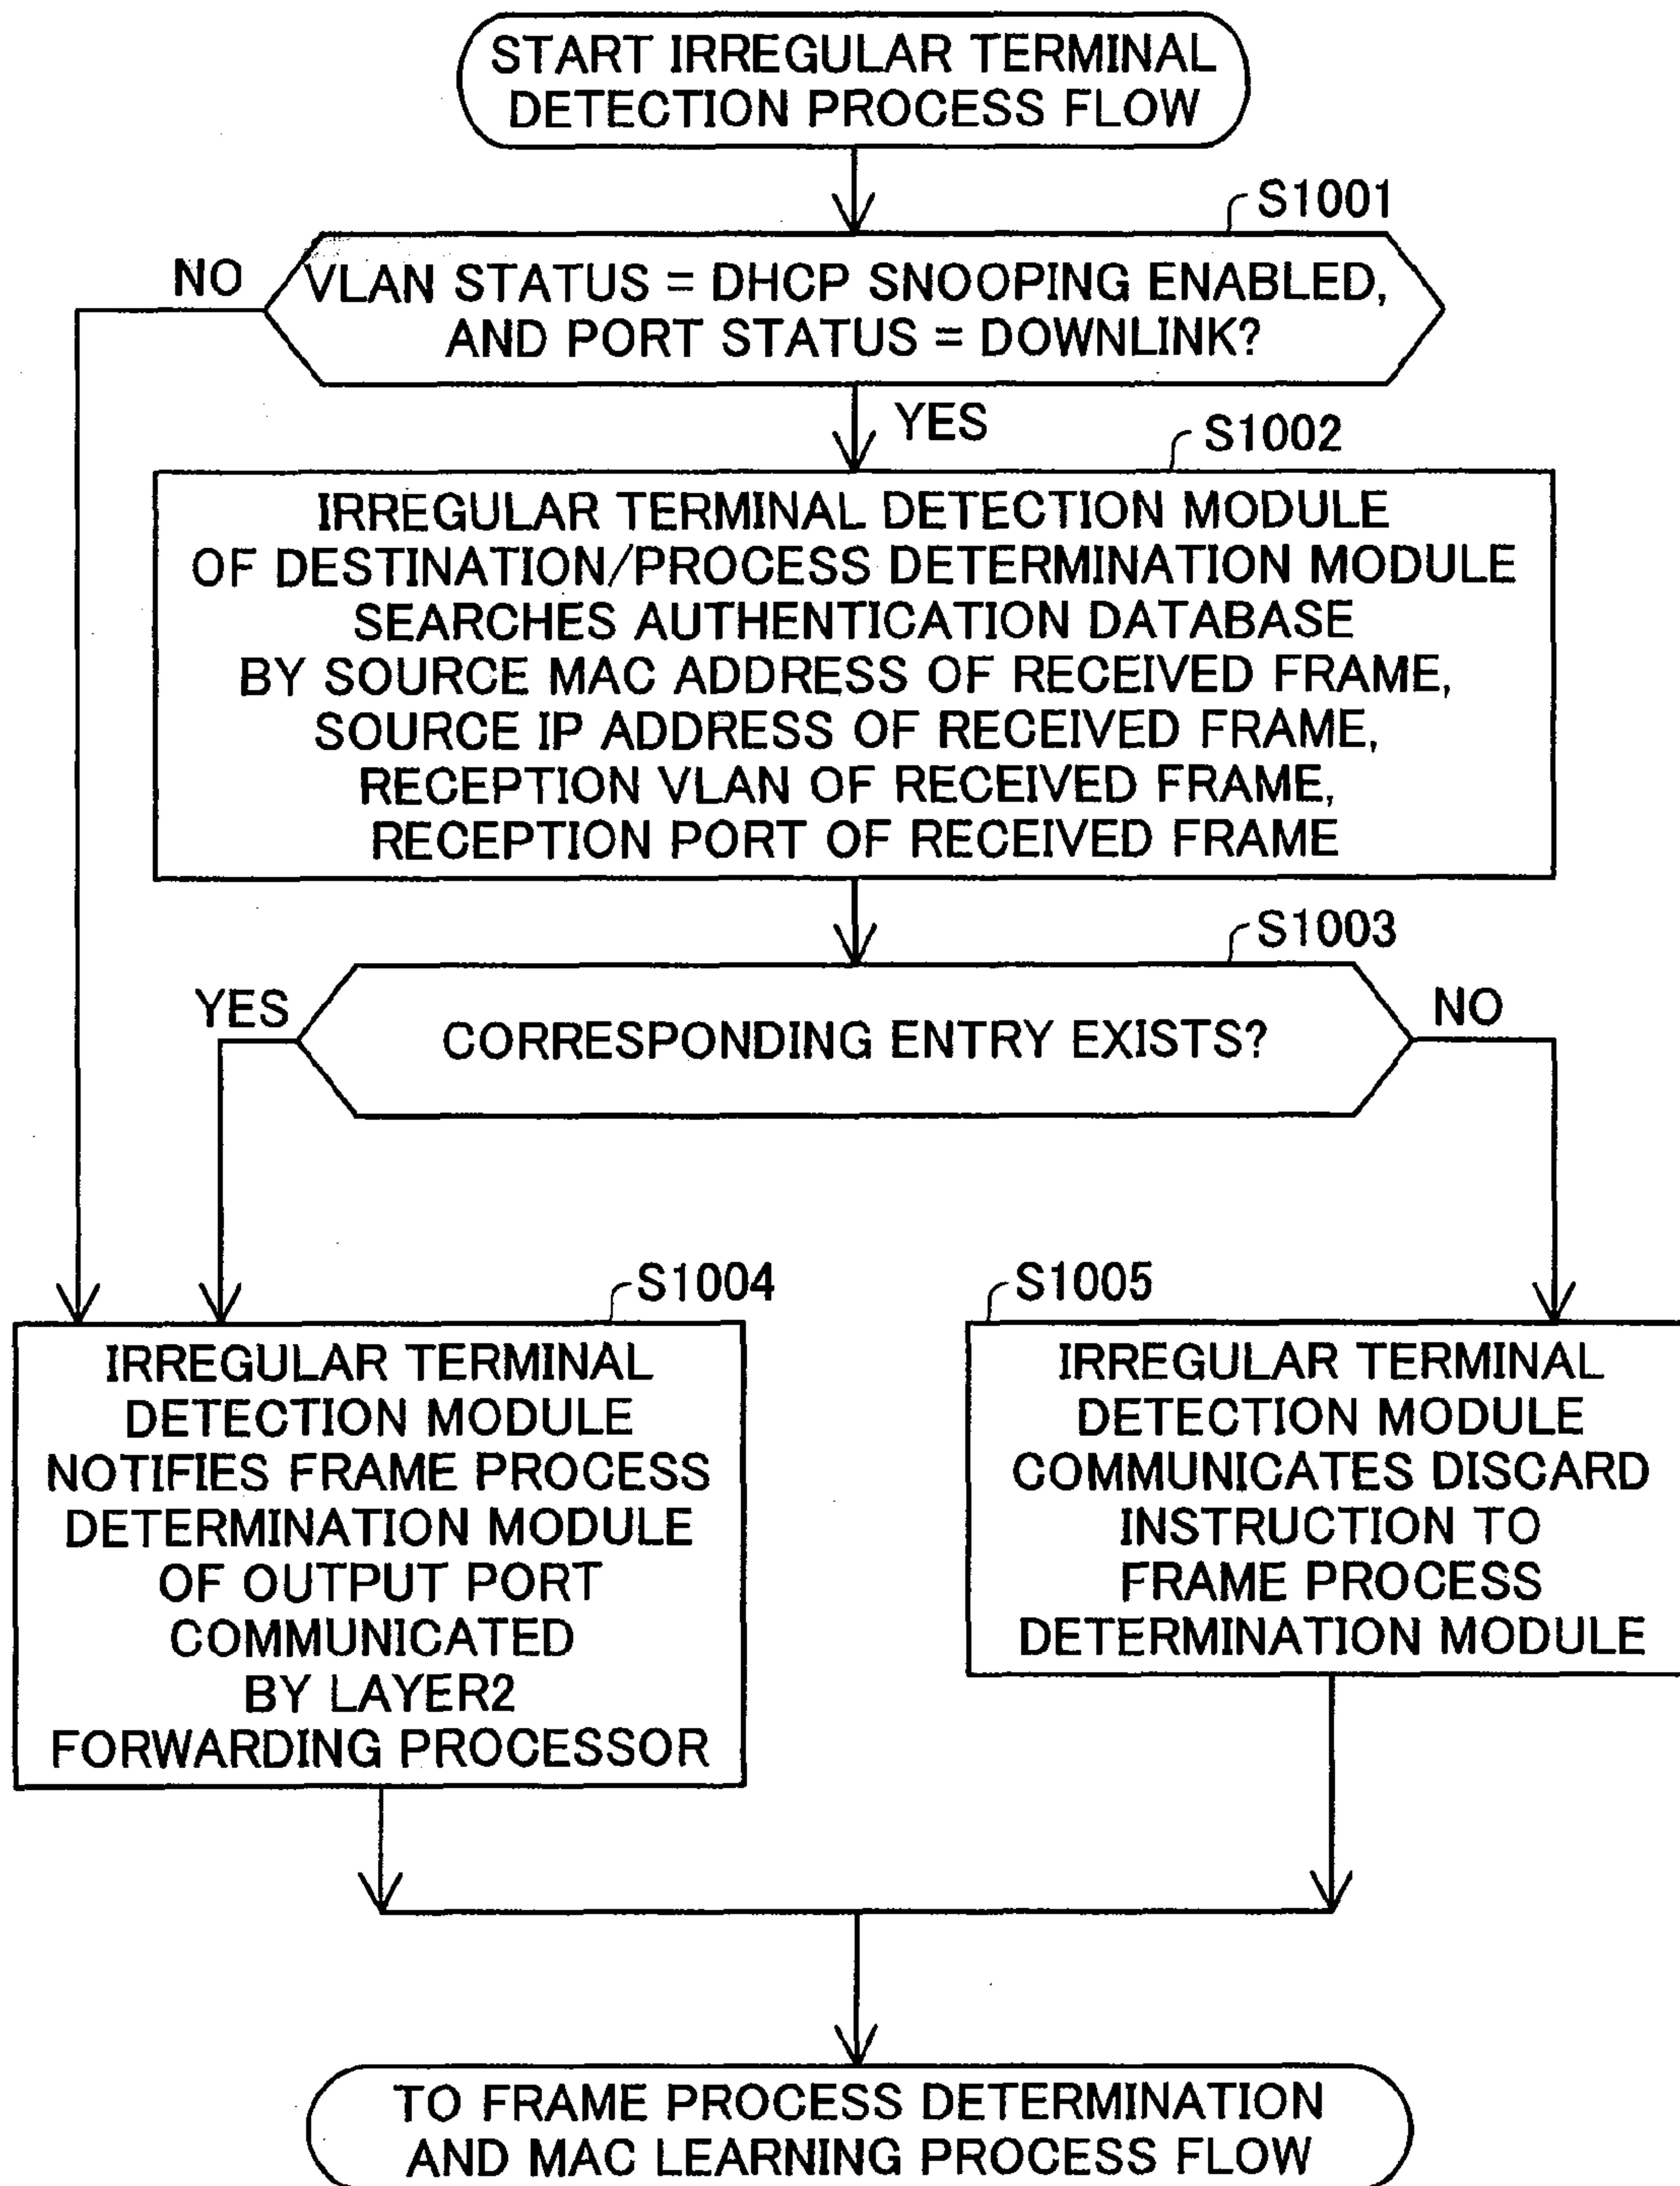 START IRREGULAR TERMINAL
DETECTION PROCESS FLOW
S1001
NO
VLAN STATUS = DHCP SNOOPING ENABLED,
AND PORT STATUS = DOWNLINK?
YES
S1002
IRREGULAR TERMINAL DETECTION MODULE
OF DESTINATION/PROCESS DETERMINATION MODULE
SEARCHES AUTHENTICATION DATABASE
BY SOURCE MAC ADDRESS OF RECEIVED FRAME,
SOURCE IP ADDRESS OF RECEIVED FRAME,
RECEPTION VLAN OF RECEIVED FRAME,
RECEPTION PORT OF RECEIVED FRAME
S1003
YES
NO
CORRESPONDING ENTRY EXISTS?
S1004
IRREGULAR TERMINAL
DETECTION MODULE
NOTIFIES FRAME PROCESS
DETERMINATION MODULE
OF OUTPUT PORT
COMMUNICATED
BY LAYER2
FORWARDING PROCESSOR
S1005
IRREGULAR TERMINAL
DETECTION MODULE
COMMUNICATES DISCARD
INSTRUCTION TO
FRAME PROCESS
DETERMINATION MODULE
TO FRAME PROCESS DETERMINATION
AND MAC LEARNING PROCESS FLOW